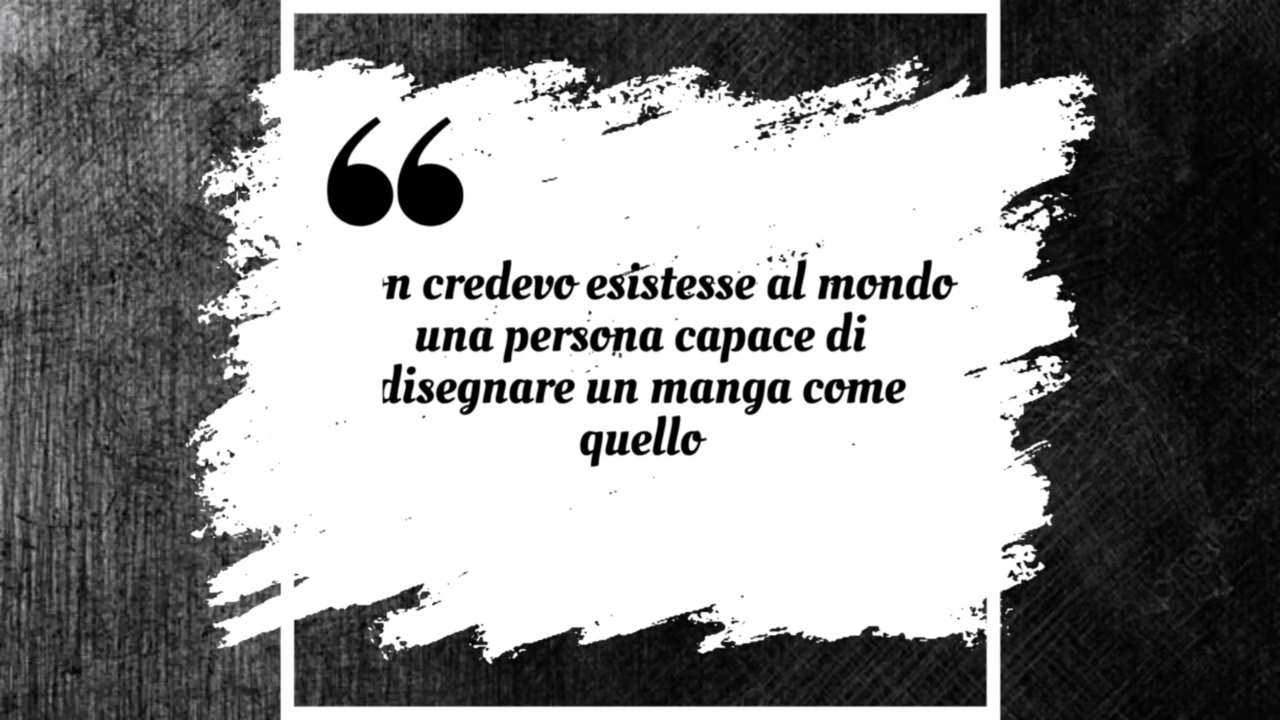 n credevo esistesse al mondo
una persona capace di
disegnare un manga come
quello